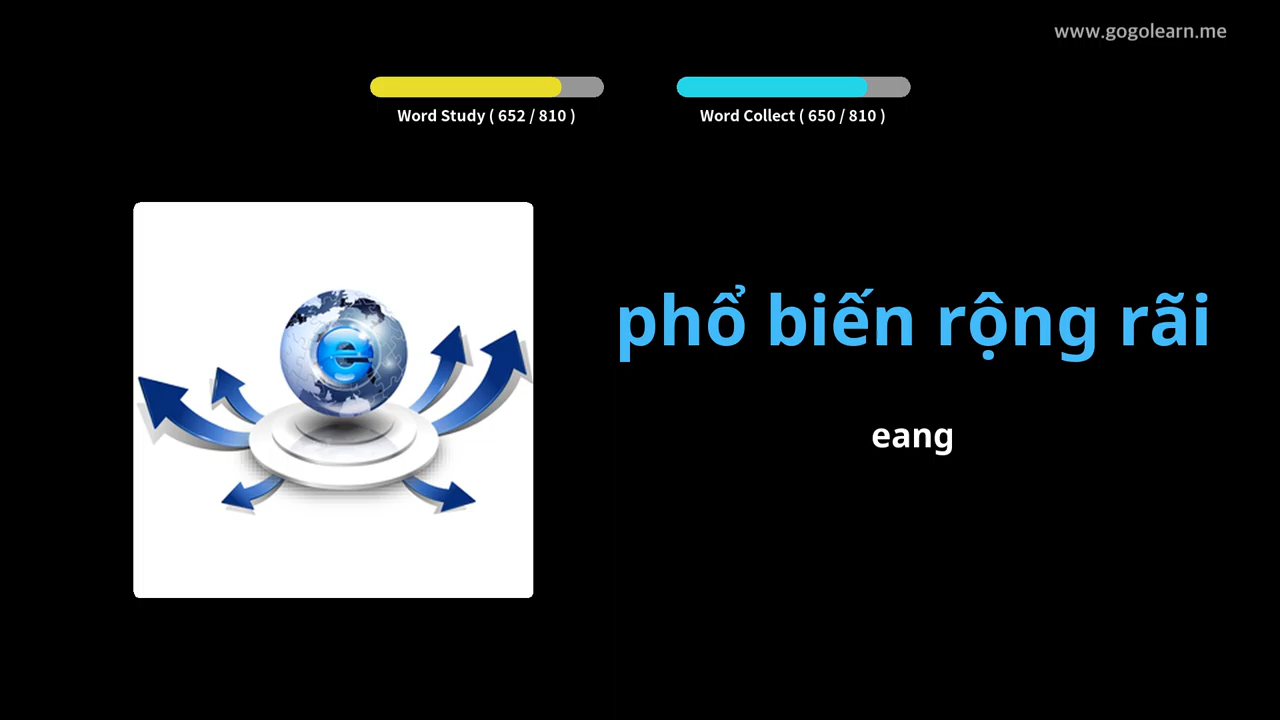 www.gogolearn.me
Word Study ( 652 / 810 )
Word Collect ( 650 / 810 )
phổ biến rộng rãi
e
eang